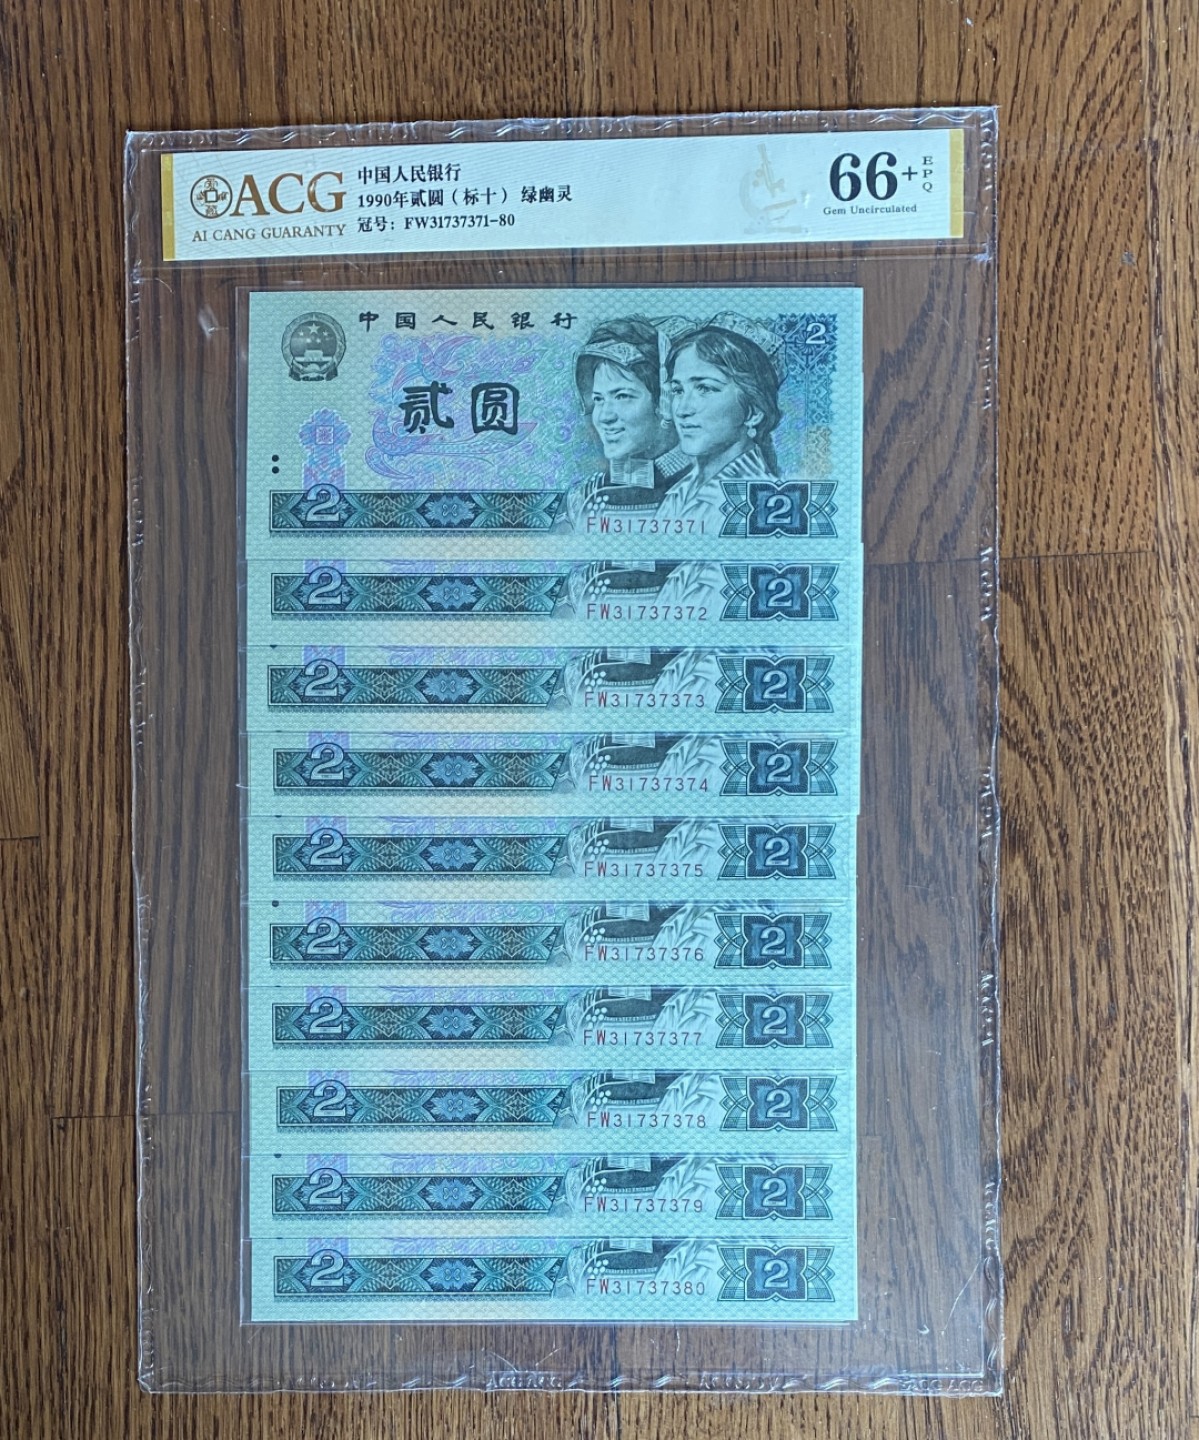 ACG
AI CANG GUARANTY
中国人民银行
1990年贰圆（标十） 绿幽灵
冠号：FW31737371-80
66+
EPQ
Gem Uncirculated
中国人民银行
2
贰圆
2 FW31737371 2
2 FW31737372 2
2 FW31737373 2
2 FW31737374 2
2 FW31737375 2
2 FW31737376 2
2 FW31737377 2
2 FW31737378 2
2 FW31737379 2
2 FW31737380 2